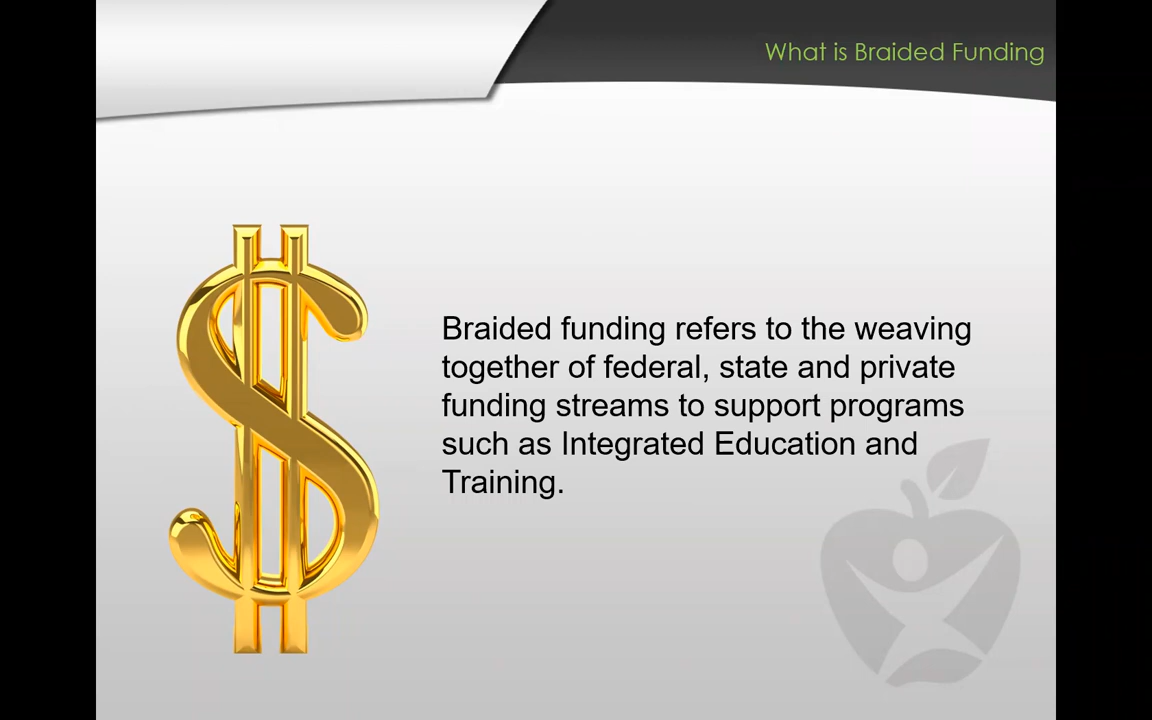 What is Braided Funding
Braided funding refers to the weaving
together of federal, state and private
funding streams to support programs
such as Integrated Education and
Training.